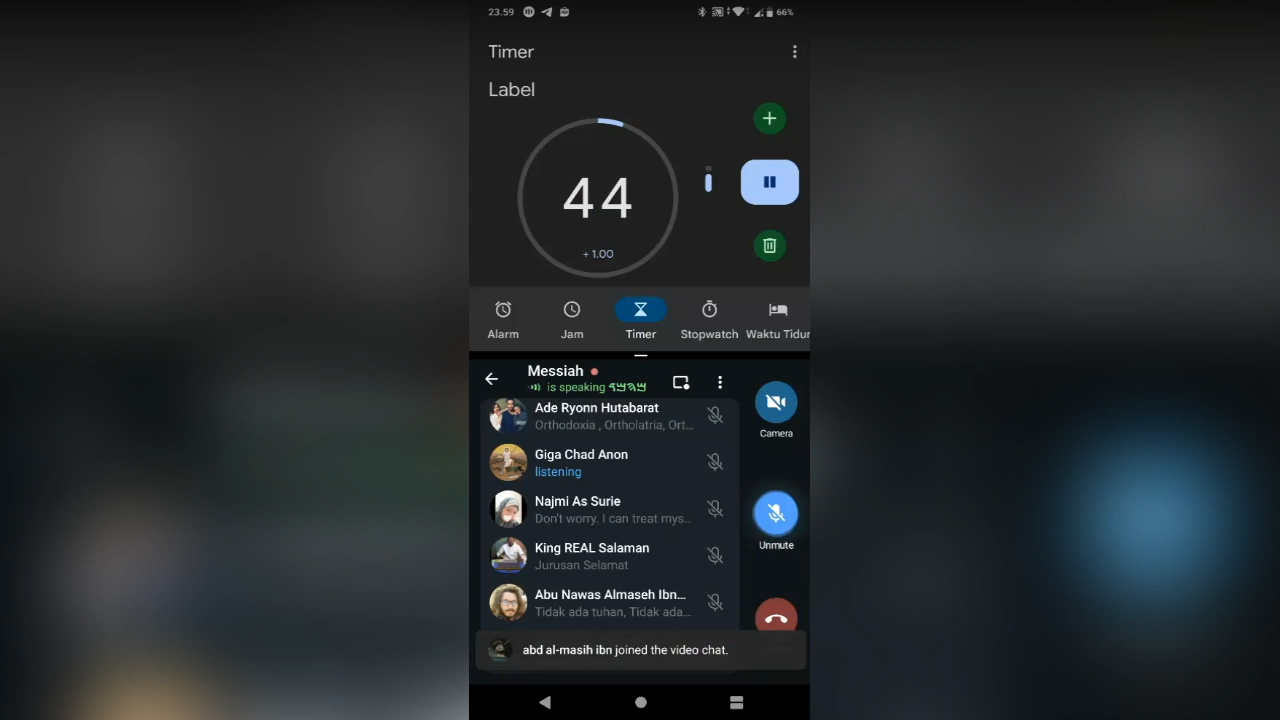 23.59
66%
Timer
Label
44
+ 1.00
Alarm
Jam
Timer
Stopwatch
Waktu Tidur
Messiah
is speaking
Ade Ryonn Hutabarat
Orthodoxia , Ortholatria, Ort...
Giga Chad Anon
listening
Najmi As Surie
Don't worry. I can treat mys...
King REAL Salaman
Jurusan Selamat
Abu Nawas Almaseh Ibn...
Tidak ada tuhan, Tidak ada...
Camera
Unmute
abd al-masih ibn joined the video chat.